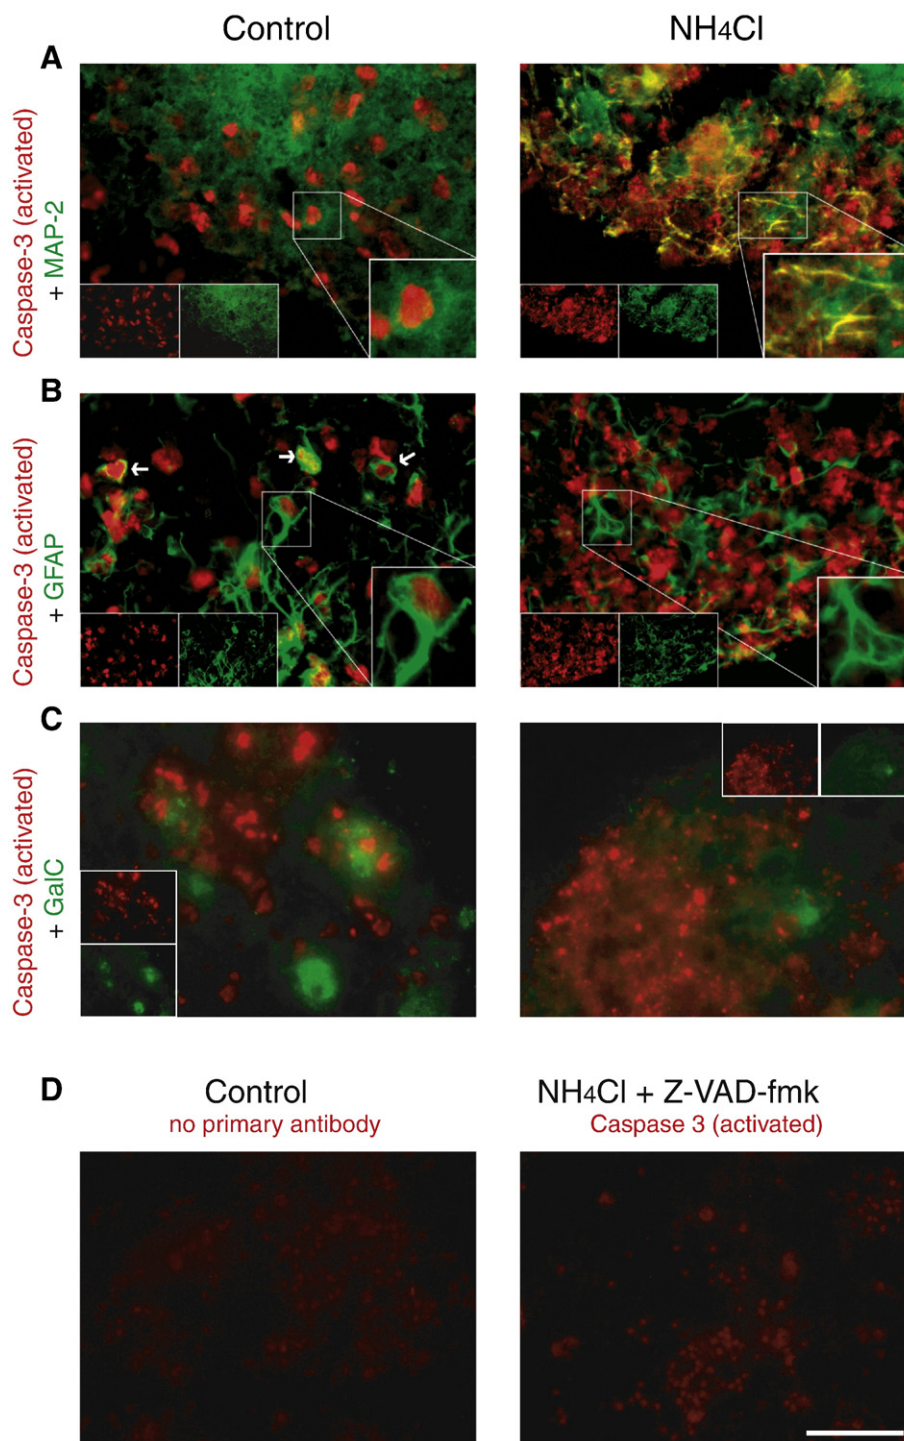 Control
NH4Cl
A
Caspase-3 (activated)
+ MAP-2
B
Caspase-3 (activated)
+ GFAP
C
Caspase-3 (activated)
+ GalC
D
Control
no primary antibody
NH4Cl + Z-VAD-fmk
Caspase 3 (activated)